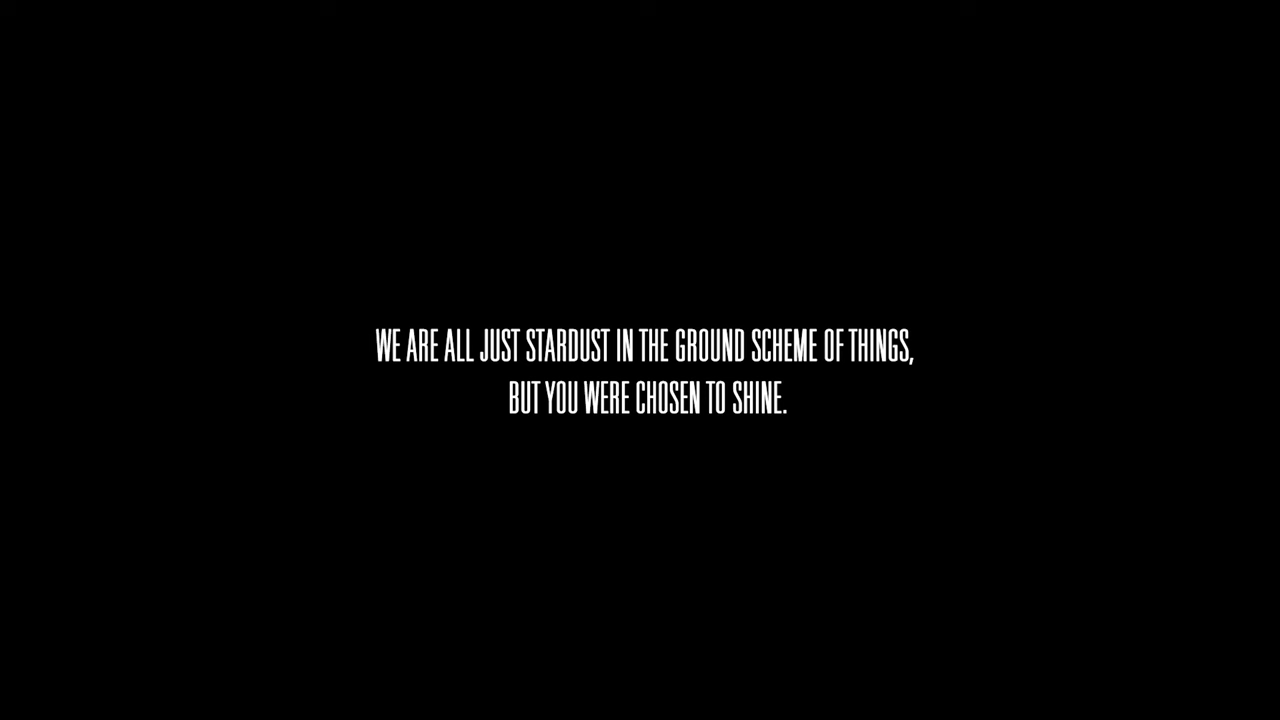 WE ARE ALL JUST STARDUST IN THE GROUND SCHEME OF THINGS,
BUT YOU WERE CHOSEN TO SHINE.